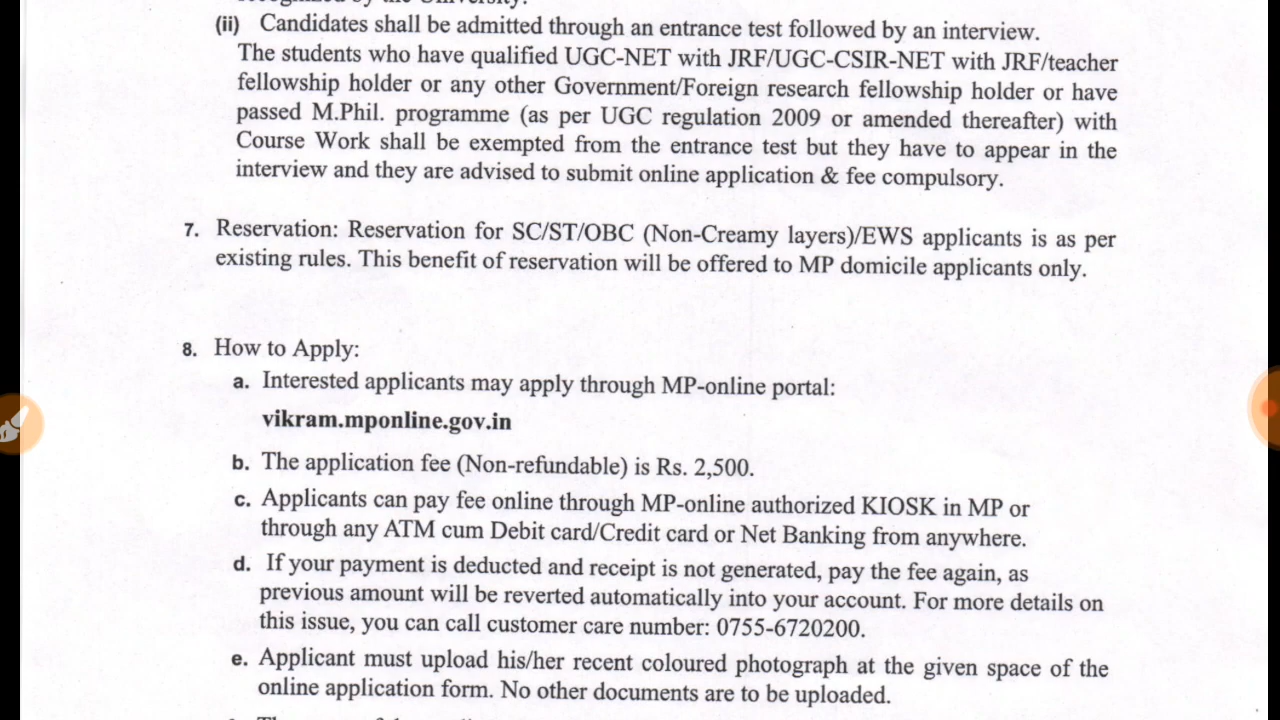 recognized by the University.
(ii) Candidates shall be admitted through an entrance test followed by an interview.
The students who have qualified UGC-NET with JRF/UGC-CSIR-NET with JRF/teacher
fellowship holder or any other Government/Foreign research fellowship holder or have
passed M.Phil. programme (as per UGC regulation 2009 or amended thereafter) with
Course Work shall be exempted from the entrance test but they have to appear in the
interview and they are advised to submit online application & fee compulsory.
7. Reservation: Reservation for SC/ST/OBC (Non-Creamy layers)/EWS applicants is as per
existing rules. This benefit of reservation will be offered to MP domicile applicants only.
8. How to Apply:
a. Interested applicants may apply through MP-online portal:
vikram.mponline.gov.in
b. The application fee (Non-refundable) is Rs. 2,500.
c. Applicants can pay fee online through MP-online authorized KIOSK in MP or
through any ATM cum Debit card/Credit card or Net Banking from anywhere.
d. If your payment is deducted and receipt is not generated, pay the fee again, as
previous amount will be reverted automatically into your account. For more details on
this issue, you can call customer care number: 0755-6720200.
e. Applicant must upload his/her recent coloured photograph at the given space of the
online application form. No other documents are to be uploaded.